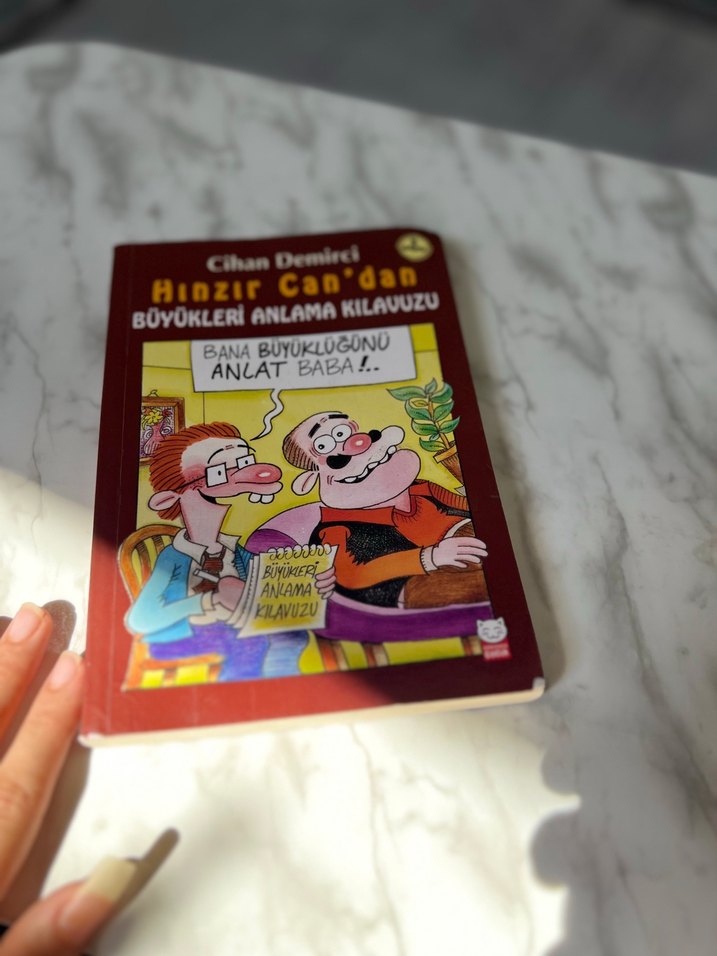 Cihan Demirci
Hınzır Can'dan
BÜYÜKLERİ ANLAMA KILAVUZU
BANA BÜYÜKLÜĞÜNÜ
ANLAT BABA!..
BÜYÜKLERİ
ANLAMA
KILAVUZU